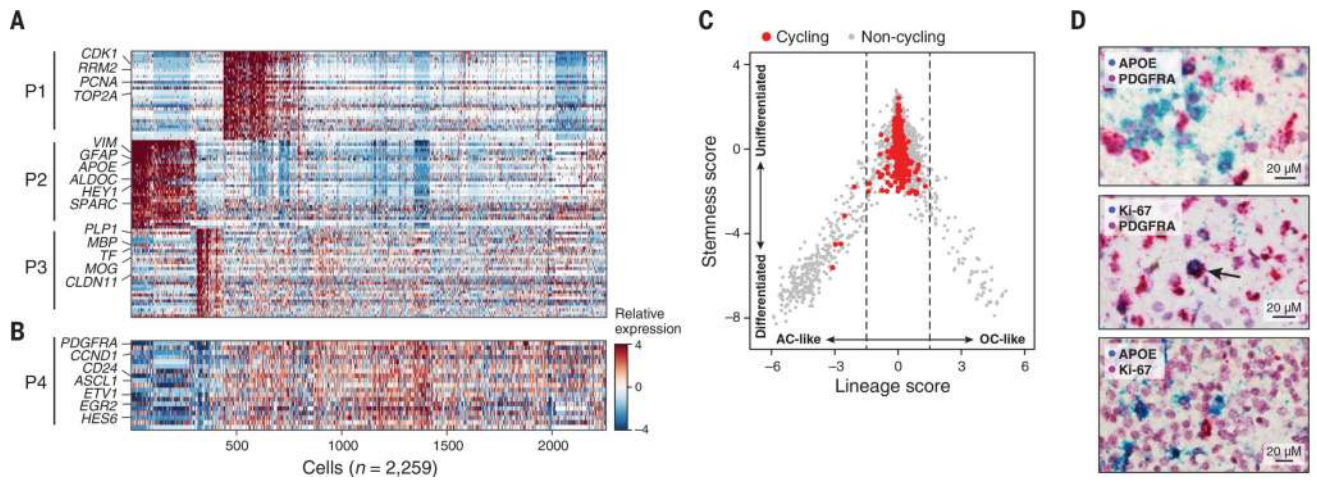 A
P1
CDK1
RRM2
PCNA
TOP2A
P2
VIM
GFAP
APOE
ALDOC
HEY1
SPARC
P3
PLP1
MBP
TF
MOG
CLDN11
Relative
expression
4
0
−4
B
P4
PDGFRA
CCND1
CD24
ASCL1
ETV1
EGR2
HES6
500
1000
1500
2000
Cells (n = 2,259)
C
Cycling
Non-cycling
Stemness score
4
0
−4
−8
Unifferentiated
Differentiated
AC-like
OC-like
−6
−3
0
3
6
Lineage score
D
APOE
PDGFRA
20 µM
Ki-67
PDGFRA
20 µM
APOE
Ki-67
20 µM